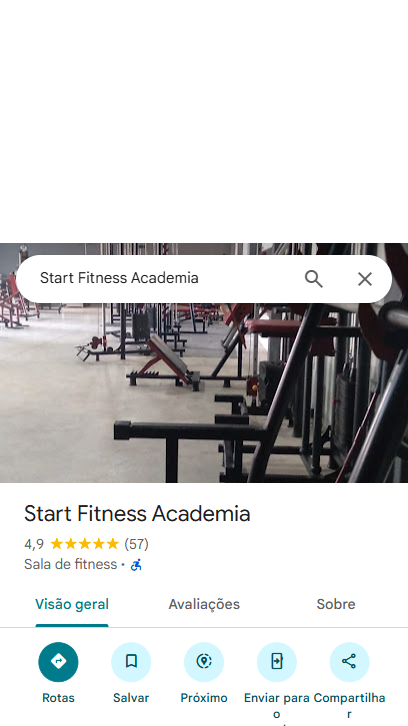 Start Fitness Academia
Start Fitness Academia
4,9 ★★★★★ (57)
Sala de fitness ·
Visão geral Avaliações Sobre
Rotas Salvar Próximo Enviar para Compartilha
o r